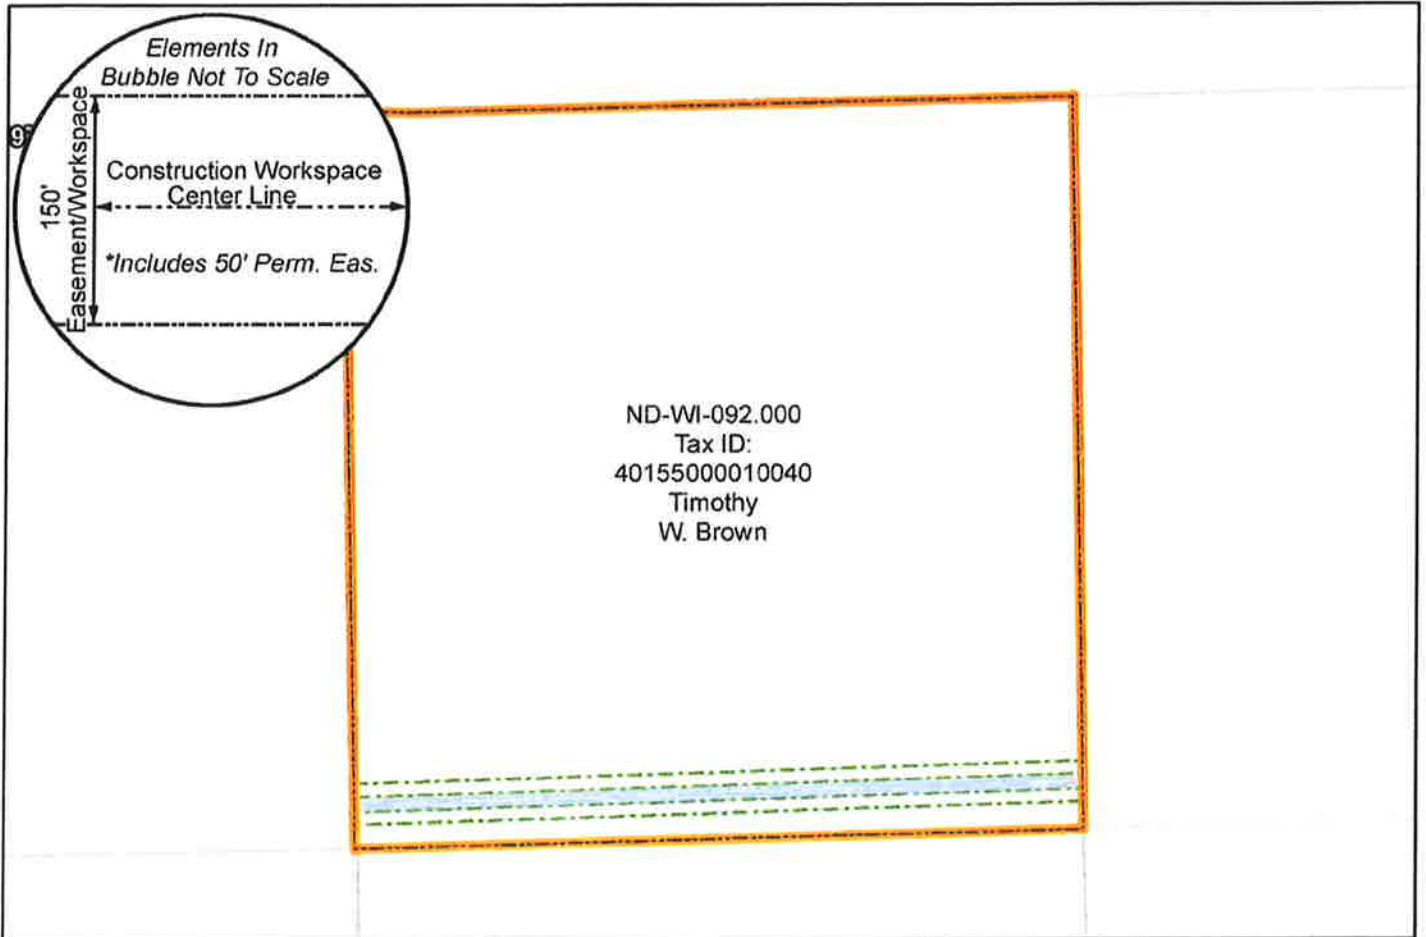 Elements In
Bubble Not To Scale
150'
Easement/Workspace
Construction Workspace
Center Line
*Includes 50' Perm. Eas.
ND-WI-092.000
Tax ID:
40155000010040
Timothy
W. Brown